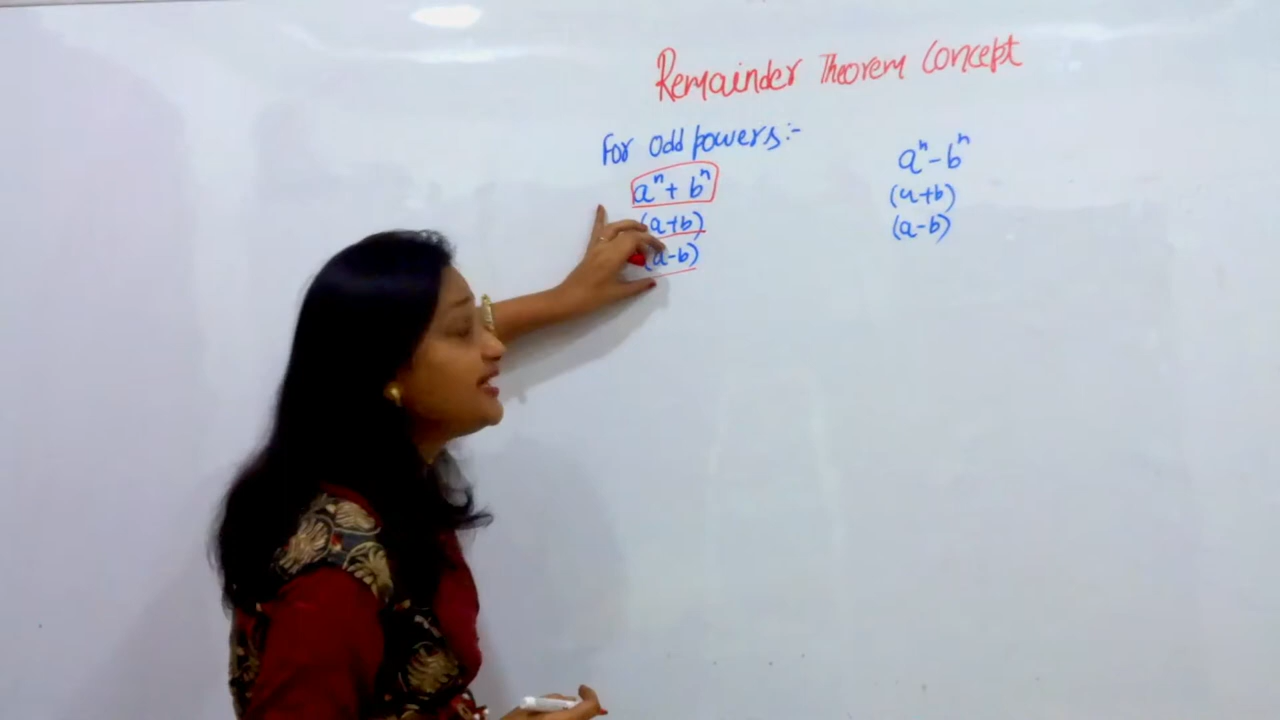 Remainder Theorem Concept
For odd powers:-
aⁿ + bⁿ
(a+b)
(a-b)
aⁿ - bⁿ
(a+b)
(a-b)